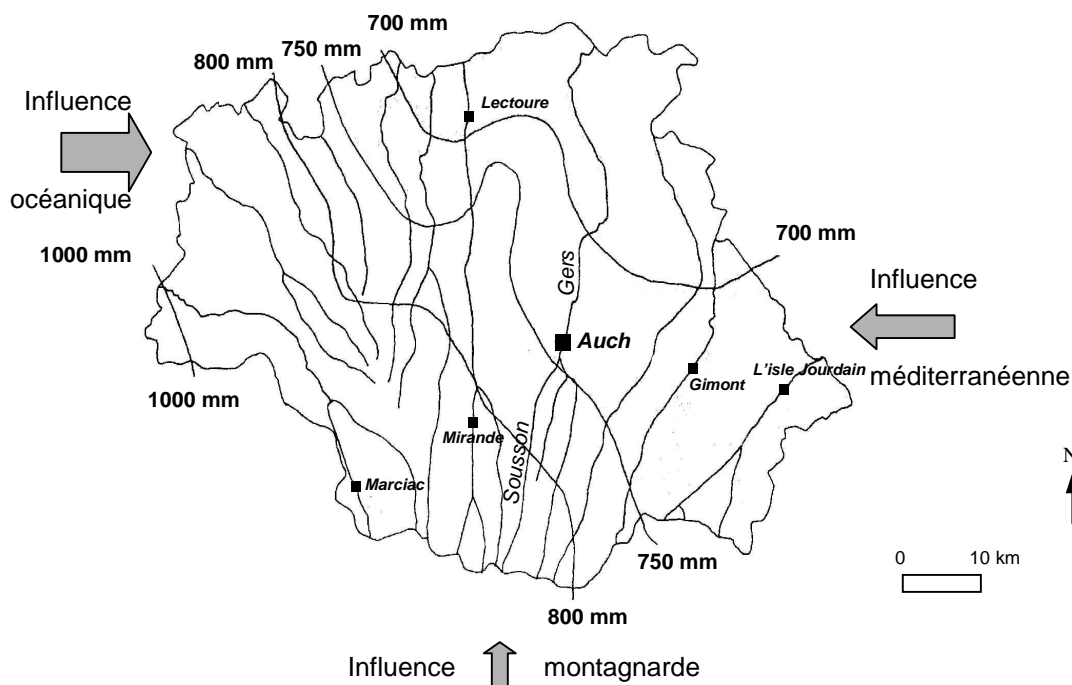 700 mm
750 mm
800 mm
Influence
océanique
Lectoure
1000 mm
700 mm
Gers
Influence
méditerranéenne
Auch
L'isle Jourdain
Gimont
1000 mm
Mirande
Sousson
Marciac
N
750 mm
0 10 km
800 mm
Influence montagnarde